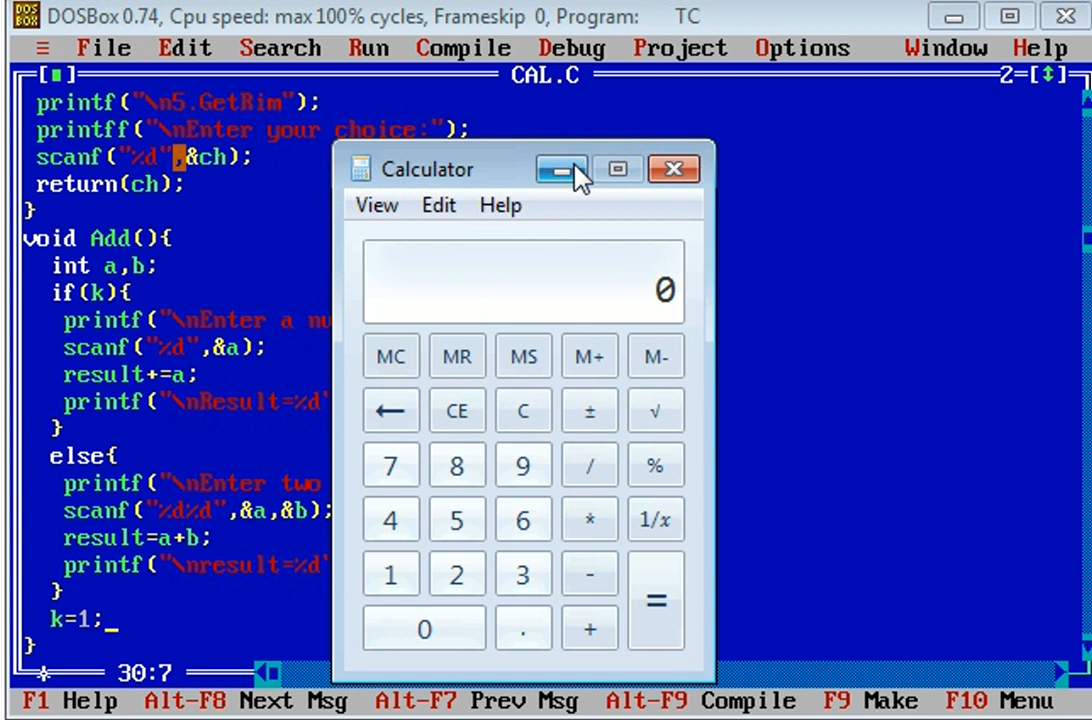 DOSBox 0.74, Cpu speed: max 100% cycles, Frameskip 0, Program: TC
≡ File Edit Search Run Compile Debug Project Options Window Help
[■] CAL.C 2=[↕]
printf("\n5.GetRim");
printff("\nEnter your choice:");
scanf("%d",&ch);
return(ch);
}
void Add(){
int a,b;
if(k){
printf("\nEnter a
scanf("%d",&a);
result+=a;
printf("\nResult=%d"
}
else{
printf("\nEnter two
scanf("%d%d",&a,&b);
result=a+b;
printf("\nresult=%d"
}
k=1;_
}
30:7
F1 Help Alt-F8 Next Msg Alt-F7 Prev Msg Alt-F9 Compile F9 Make F10 Menu
Calculator
View Edit Help
0
MC MR MS M+ M-
← CE C ± √
7 8 9 / %
4 5 6 * 1/x
1 2 3 - =
0 . +